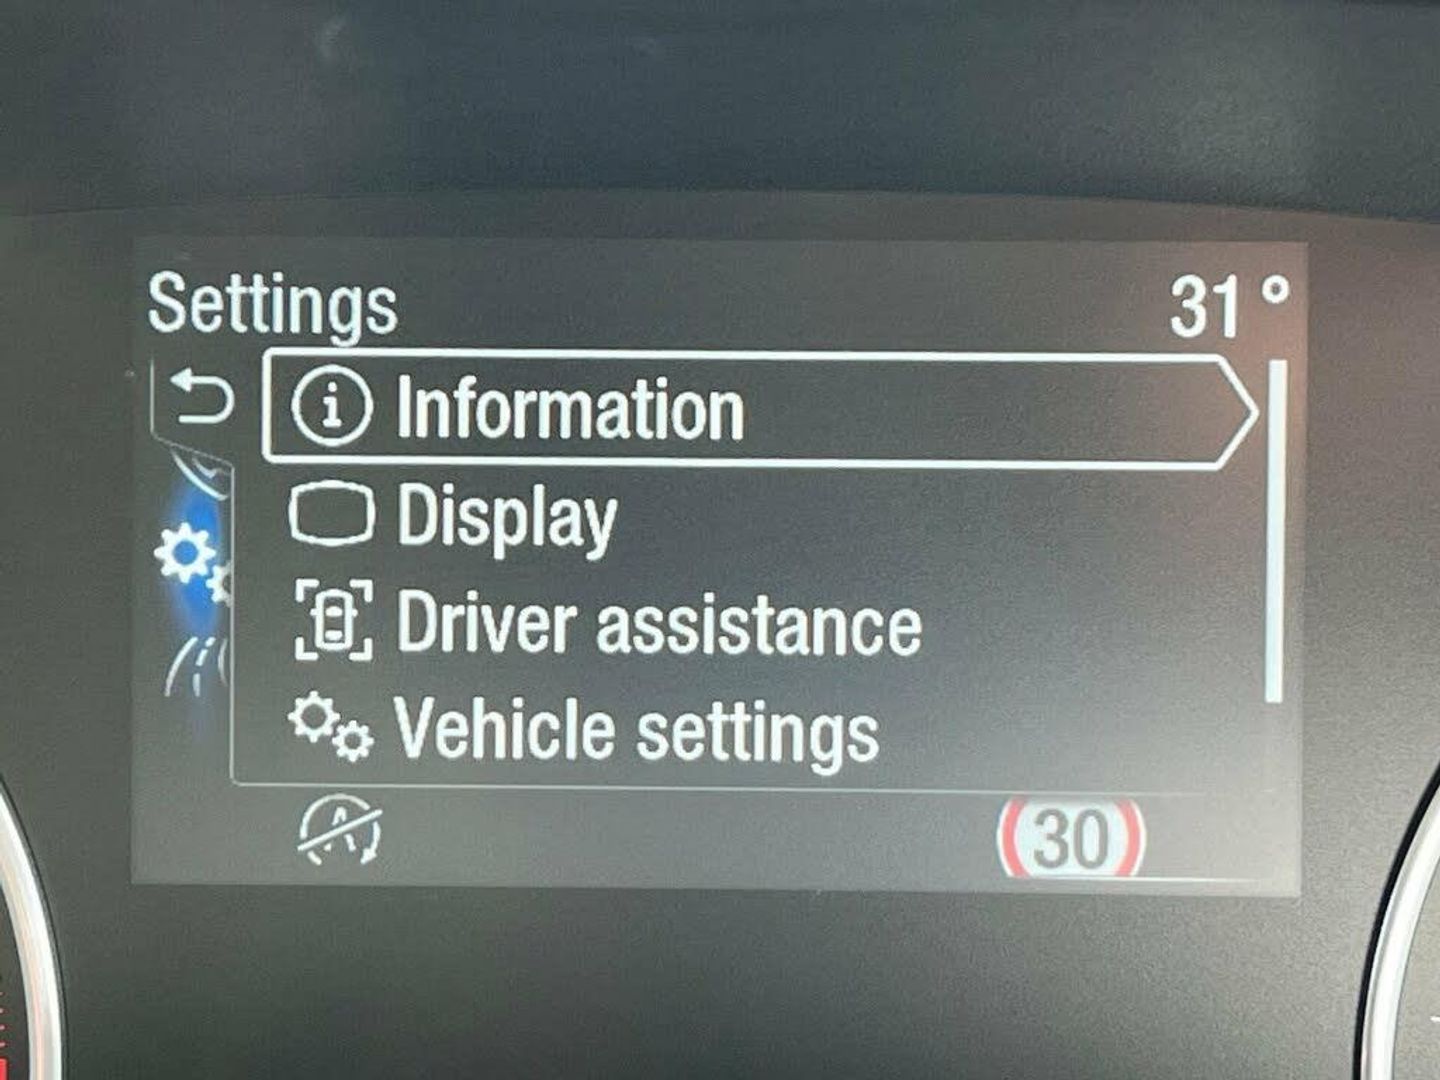 Settings
31°
Information
Display
Driver assistance
Vehicle settings
30